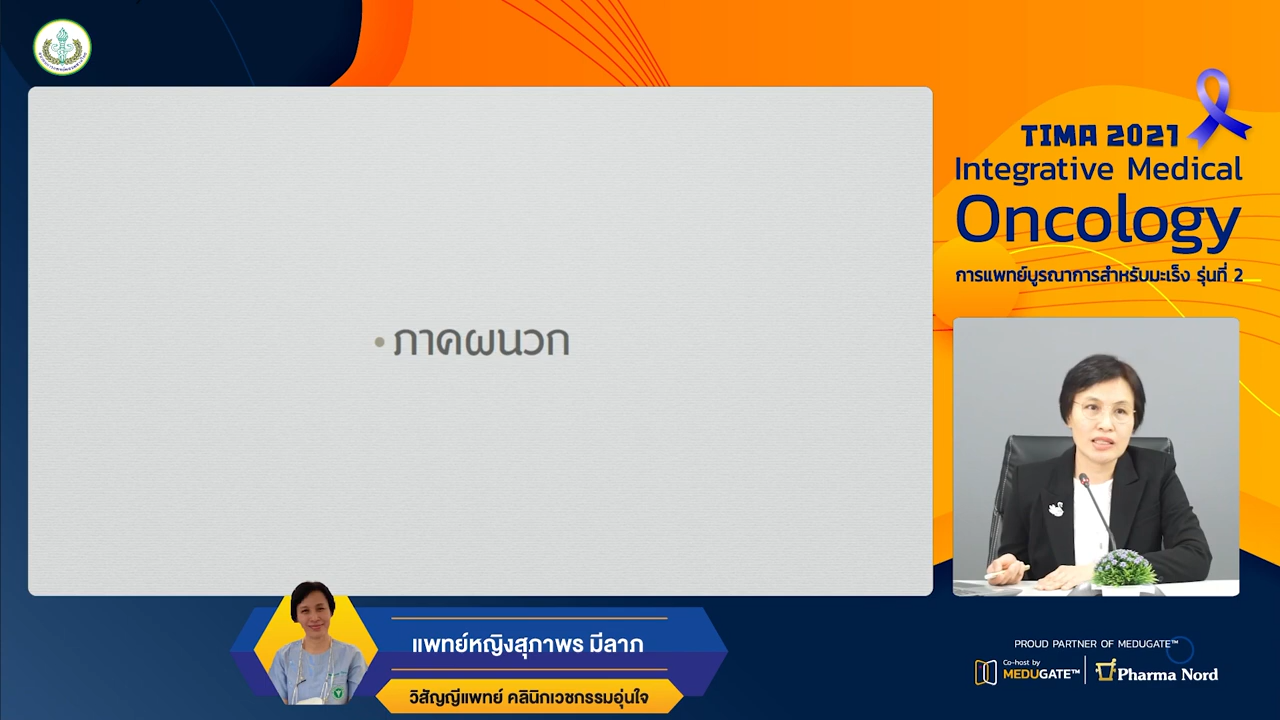 • ภาคผนวก
TIMA 2021
Integrative Medical
Oncology
การแพทย์บูรณาการสำหรับมะเร็ง รุ่นที่ 2
แพทย์หญิงสุภาพร มีลาภ
วิสัญญีแพทย์ คลินิกเวชกรรมอุ่นใจ
PROUD PARTNER OF MEDUGATE™
Co-host by
MEDUGATE™
Pharma Nord